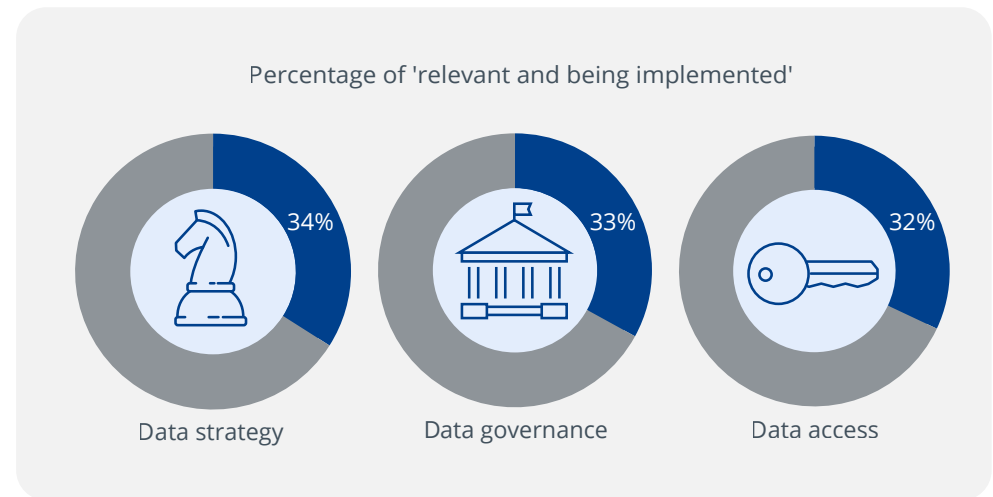 Percentage of 'relevant and being implemented'
34%
33%
32%
Data strategy
Data governance
Data access